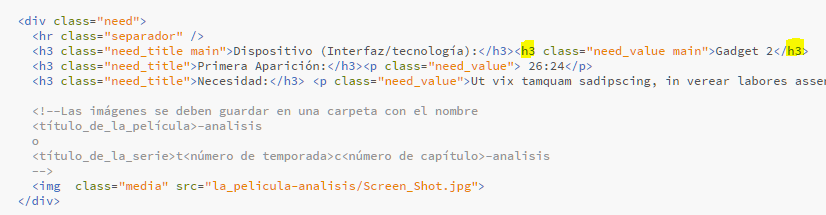 <div class="need">
<hr class="separador" />
<h3 class="need_title main">Dispositivo (Interfaz/tecnología):</h3><h3 class="need_value main">Gadget 2</h3>
<h3 class="need_title">Primera Aparición:</h3><p class="need_value"> 26:24</p>
<h3 class="need_title">Necesidad:</h3> <p class="need_value">Ut vix tamquam sadipscing, in verear labores
<!--Las imágenes se deben guardar en una carpeta con el nombre
<título_de_la_película>-analisis
o
<título_de_la_serie>t<número de temporada>c<número de capítulo>-analisis
-->
<img  class="media" src="la_pelicula-analisis/Screen_Shot.jpg">
</div>